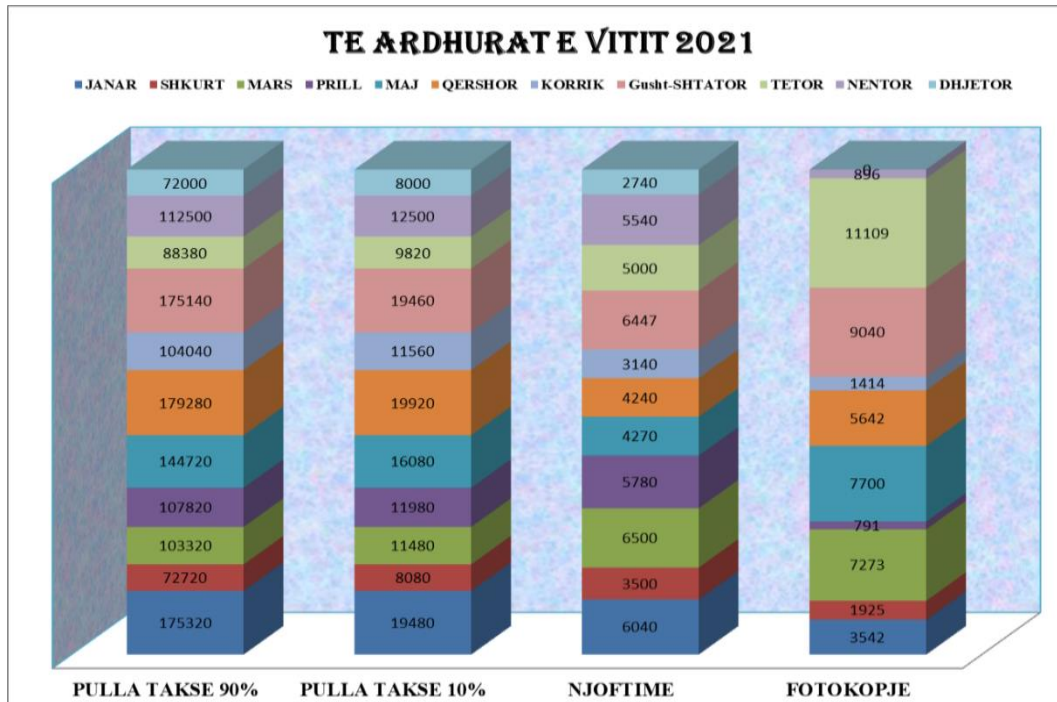 TE ARDHURAT E VITIT 2021
JANAR SHKURT MARS PRILL MAJ QERSHOR KORRIK Gusht-SHTATOR TETOR NENTOR DHJETOR
72000 8000 2740 0
112500 12500 5540 896
88380 9820 5000 11109
175140 19460 6447 9040
104040 11560 3140 1414
179280 19920 4240 5642
144720 16080 4270 7700
107820 11980 5780 791
103320 11480 6500 7273
72720 8080 3500 1925
175320 19480 6040 3542
PULLA TAKSE 90% PULLA TAKSE 10% NJOFTIME FOTOKOPJE